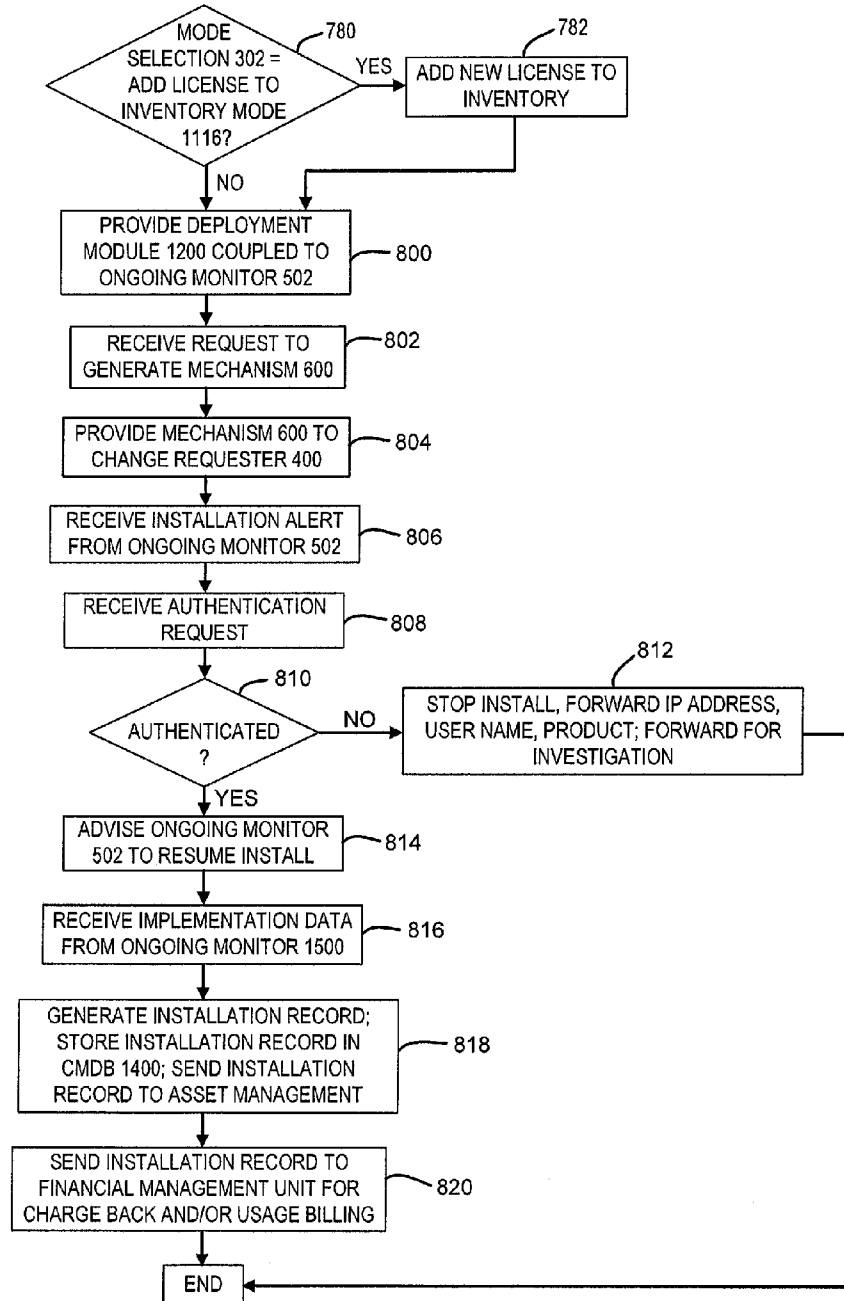 MODE
SELECTION 302 =
ADD LICENSE TO
INVENTORY MODE
1116?
780
YES
782
ADD NEW LICENSE TO
INVENTORY
NO
PROVIDE DEPLOYMENT
MODULE 1200 COUPLED TO
ONGOING MONITOR 502
800
RECEIVE REQUEST TO
GENERATE MECHANISM 600
802
PROVIDE MECHANISM 600 TO
CHANGE REQUESTER 400
804
RECEIVE INSTALLATION ALERT
FROM ONGOING MONITOR 502
806
RECEIVE AUTHENTICATION
REQUEST
808
810
AUTHENTICATED
?
NO
812
STOP INSTALL, FORWARD IP ADDRESS,
USER NAME, PRODUCT; FORWARD FOR
INVESTIGATION
YES
ADVISE ONGOING MONITOR
502 TO RESUME INSTALL
814
RECEIVE IMPLEMENTATION DATA
FROM ONGOING MONITOR 1500
816
GENERATE INSTALLATION RECORD;
STORE INSTALLATION RECORD IN
CMDB 1400; SEND INSTALLATION
RECORD TO ASSET MANAGEMENT
818
SEND INSTALLATION RECORD TO
FINANCIAL MANAGEMENT UNIT FOR
CHARGE BACK AND/OR USAGE BILLING
820
END